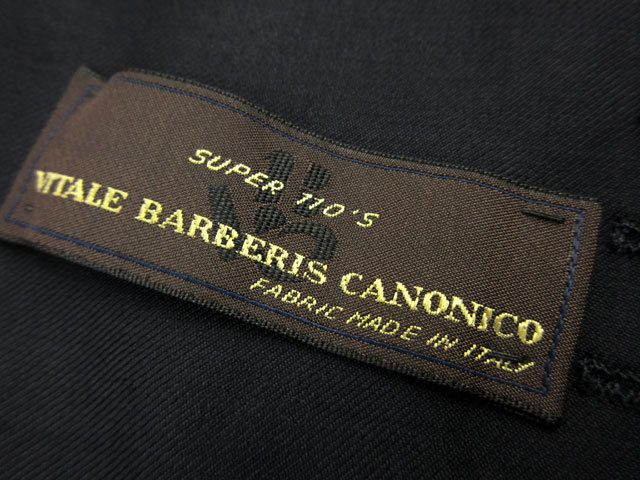 SUPER 110'S
VITALE BARBERIS CANONICO
FABRIC MADE IN ITALY